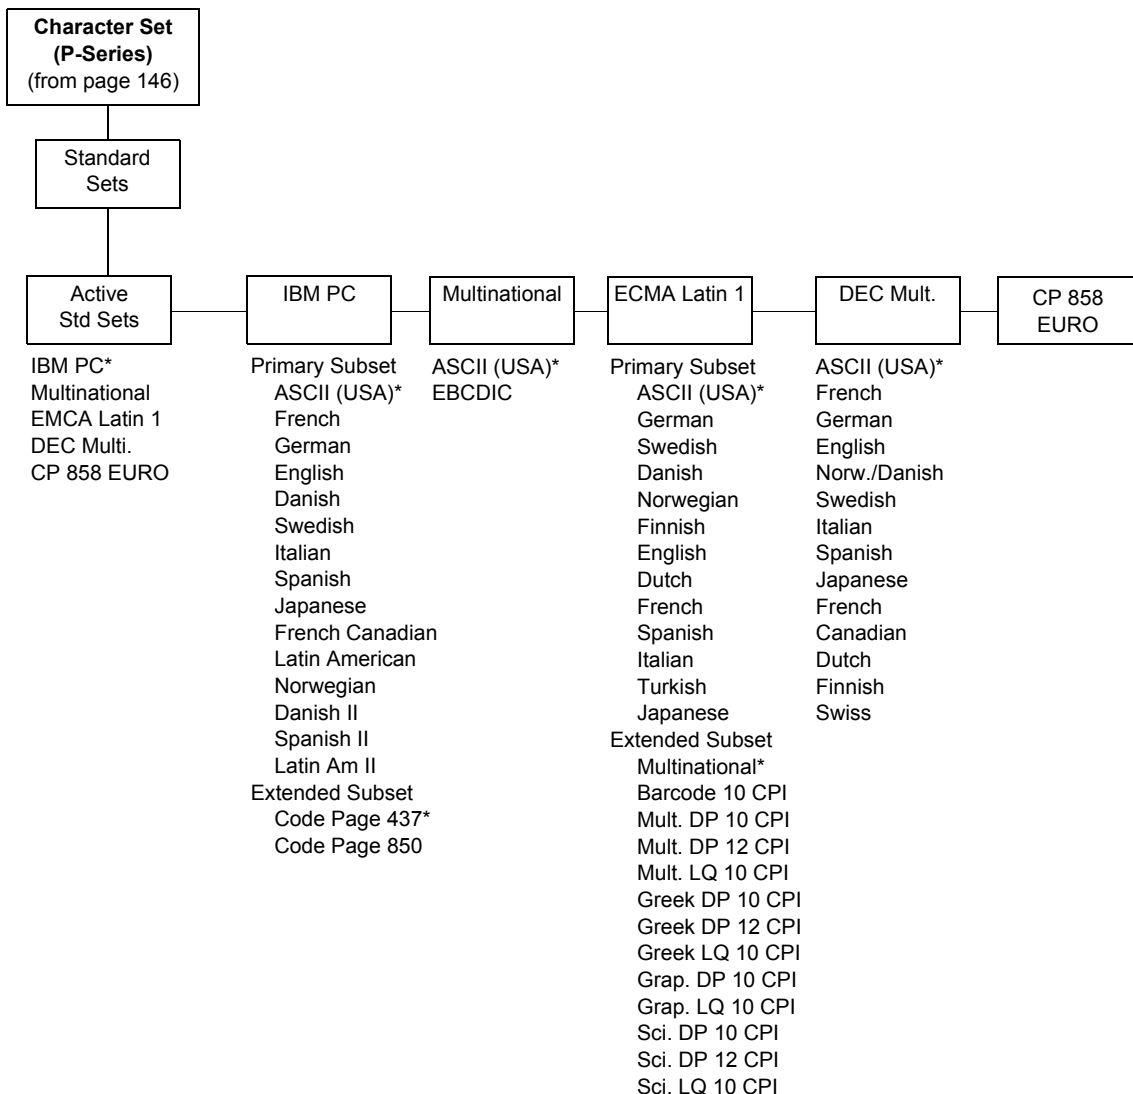 Character Set
(P-Series)
(from page 146)
Standard
Sets
Active
Std Sets
IBM PC*
Multinational
EMCA Latin 1
DEC Multi.
CP 858 EURO
IBM PC
Primary Subset
ASCII (USA)*
French
German
English
Danish
Swedish
Italian
Spanish
Japanese
French Canadian
Latin American
Norwegian
Danish II
Spanish II
Latin Am II
Extended Subset
Code Page 437*
Code Page 850
Multinational
ASCII (USA)*
EBCDIC
ECMA Latin 1
Primary Subset
ASCII (USA)*
German
Swedish
Danish
Norwegian
Finnish
English
Dutch
French
Spanish
Italian
Turkish
Japanese
Extended Subset
Multinational*
Barcode 10 CPI
Mult. DP 10 CPI
Mult. DP 12 CPI
Mult. LQ 10 CPI
Greek DP 10 CPI
Greek DP 12 CPI
Greek LQ 10 CPI
Grap. DP 10 CPI
Grap. LQ 10 CPI
Sci. DP 10 CPI
Sci. DP 12 CPI
Sci. LQ 10 CPI
DEC Mult.
ASCII (USA)*
French
German
English
Norw./Danish
Swedish
Italian
Spanish
Japanese
French
Canadian
Dutch
Finnish
Swiss
CP 858
EURO